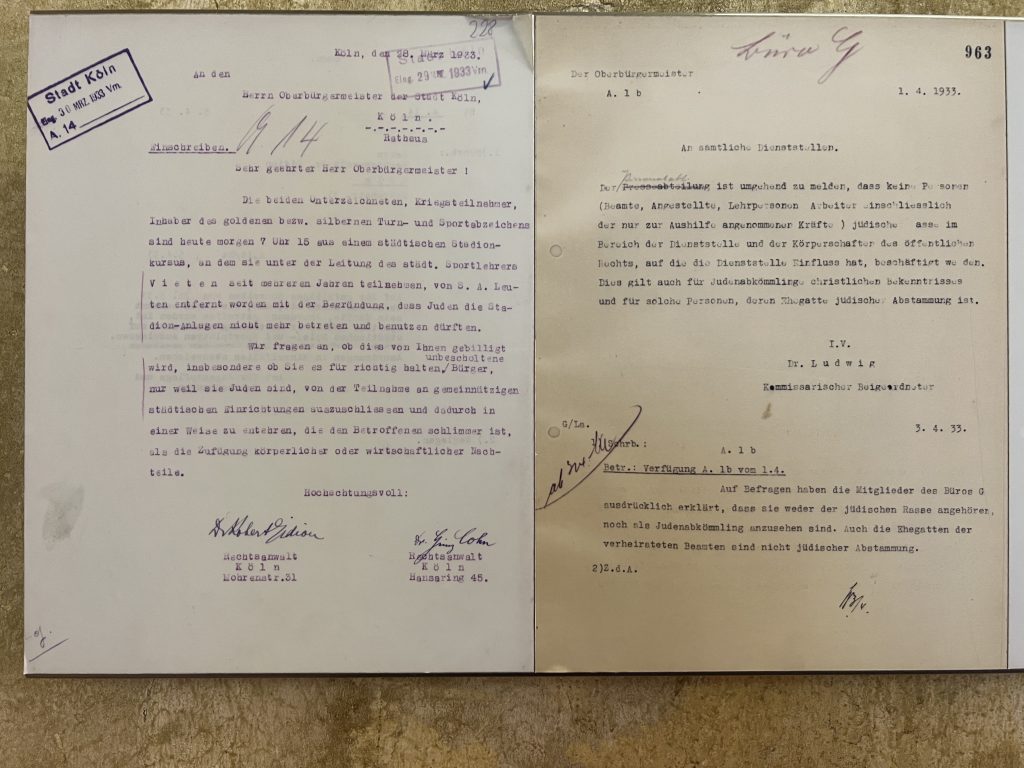 228
Köln, den 28. März 1933.
Stadt Köln
Eing. 29 1933 Vm.
Stadt Köln
Eing. 30 MRZ. 1933 Vm.
A. 14
An den
Herrn Oberbürgermeister der Stadt Köln,
Köln.
Rathaus
Einschreiben.
A 14
Sehr geehrter Herr Oberbürgermeister !
Die beiden Unterzeichneten, Kriegsteilnehmer,
Inhaber des goldenen bezw. silbernen Turn- und Sportabzeichens
sind heute morgen 7 Uhr 15 aus einem städtischen Stadion-
kursus, an dem sie unter der Leitung des städt. Sportlehrers
V i e t e n seit mehreren Jahren teilnehmen, von S. A. Leu-
ten entfernt worden mit der Begründung, dass Juden die Sta-
dion-Anlagen nicht mehr betreten und benutzen dürften.
Wir fragen an, ob dies von Ihnen gebilligt
unbescholtene
wird, insbesondere ob Sie es für richtig halten,/ Bürger,
nur weil sie Juden sind, von der Teilnahme an gemeinnützigen
städtischen Einrichtungen auszuschliessen und dadurch in
einer Weise zu entehren, die den Betroffenen schlimmer ist,
als die Zufügung körperlicher oder wirtschaftlicher Nach-
teile.
Hochachtungsvoll:
Dr Cohn
Rechtsanwalt
K ö l n
Mohrenstr.31
Rechtsanwalt
K ö l n
Hansaring 45.
Büro G
963
Der Oberbürgermeister
A. 1 b
1. 4. 1933.
An sämtliche Dienststellen.
Personalabt.
Der/Presseabteilung ist umgehend zu melden, dass keine Personen
(Beamte, Angestellte, Lehrpersonen Arbeiter einschliesslich
der nur zur Aushilfe angenommenen Kräfte ) jüdischer asse im
Bereich der Dienststelle und der Körperschaften des öffentlichen
Rechts, auf die die Dienststelle Einfluss hat, beschäftigt we den.
Dies gilt auch für Judenabkömmlinge christlichen Bekenntnisses
und für solche Personen, deren Ehegatte jüdischer Abstammung ist.
I.V.
Dr. L u d w i g
Kommissarischer Beigeordneter
G/La.
3. 4. 33.
Schrb.:
A. 1 b
Betr.: Verfügung A. 1b vom 1.4.
Auf Befragen haben die Mitglieder des Büros G
ausdrücklich erklärt, dass sie weder der jüdischen Rasse angehören,
noch als Judenabkömmling anzusehen sind. Auch die Ehegatten der
verheirateten Beamten sind nicht jüdischer Abstammung.
2)Z.d.A.